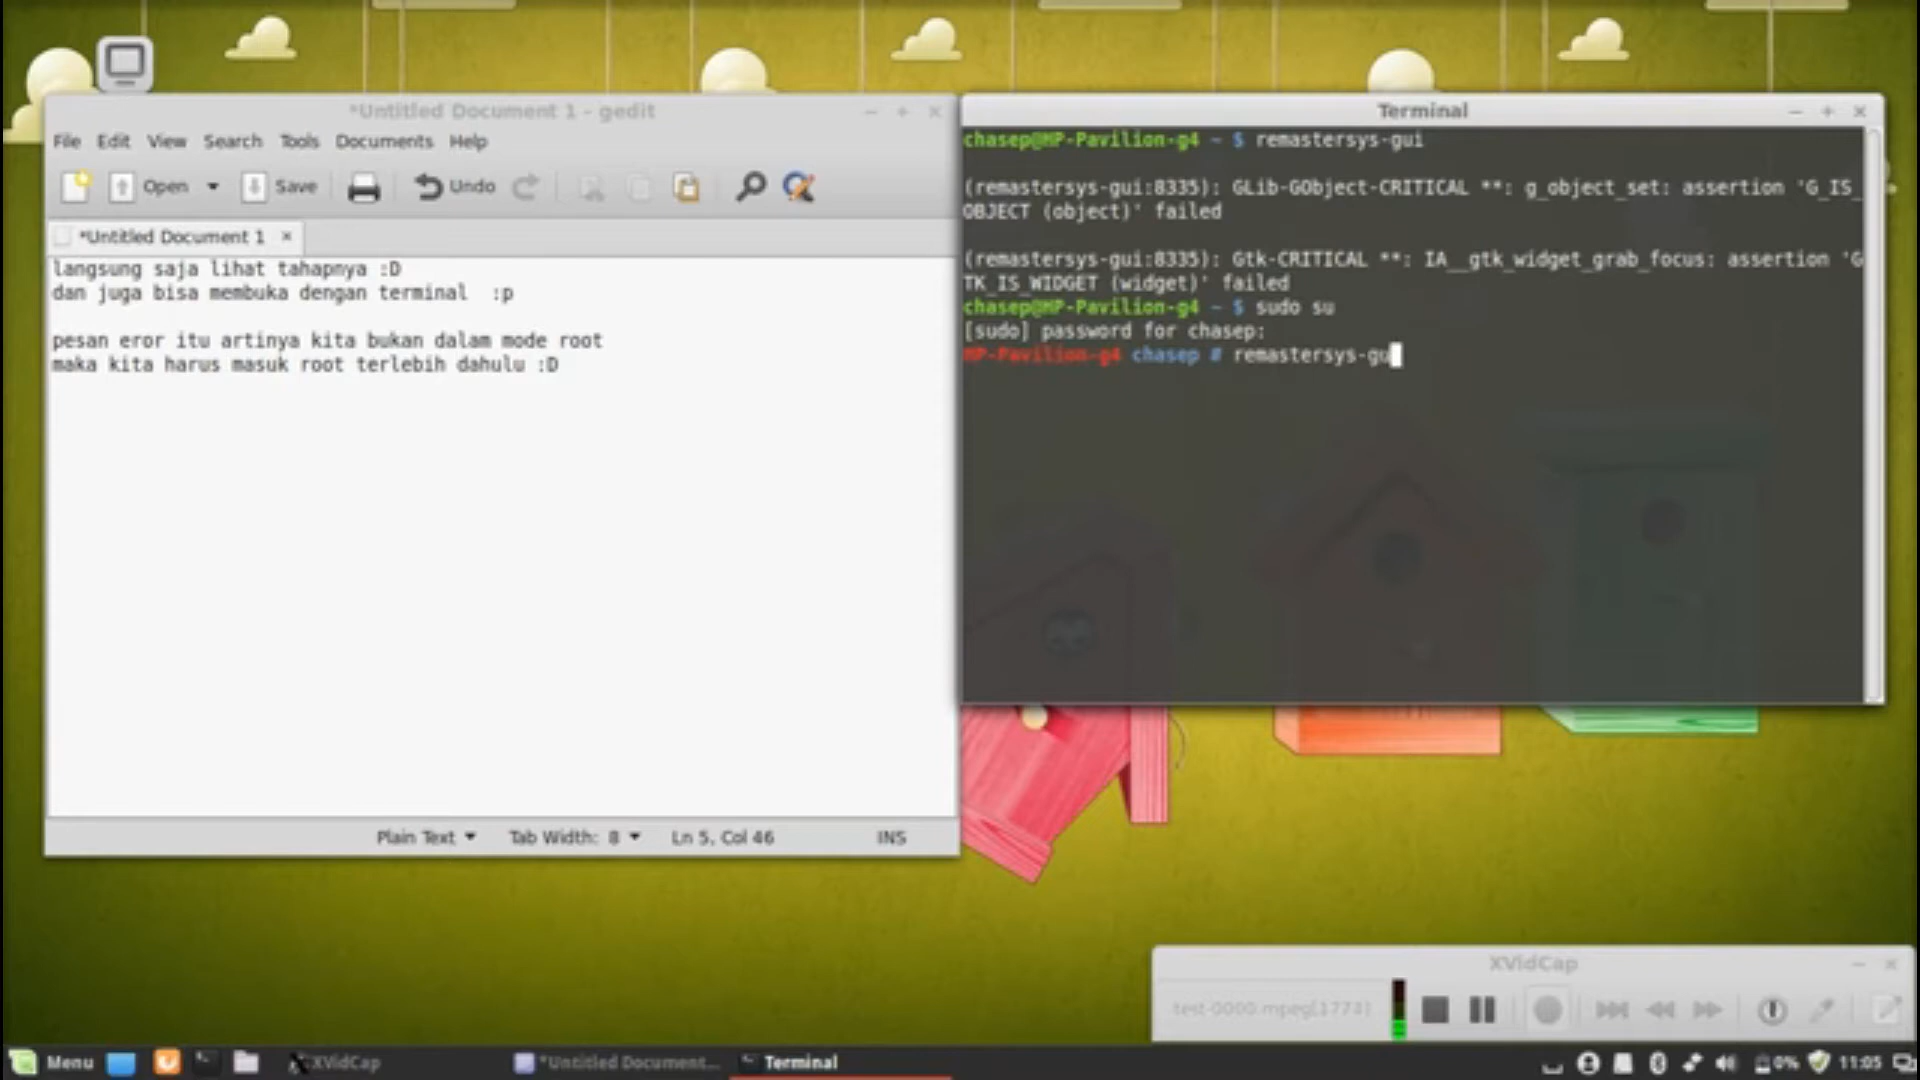 *Untitled Document 1 - gedit
File Edit View Search Tools Documents Help
Open Save Undo
*Untitled Document 1
langsung saja lihat tahapnya :D
dan juga bisa membuka dengan terminal  :p
pesan eror itu artinya kita bukan dalam mode root
maka kita harus masuk root terlebih dahulu :D
Plain Text Tab Width: 8 Ln 5, Col 46 INS
Terminal
chasep@HP-Pavilion-g4 ~ $ remastersys-gui
(remastersys-gui:8335): GLib-GObject-CRITICAL **: g_object_set: assertion 'G_IS_
OBJECT (object)' failed
(remastersys-gui:8335): Gtk-CRITICAL **: IA__gtk_widget_grab_focus: assertion 'G
TK_IS_WIDGET (widget)' failed
chasep@HP-Pavilion-g4 ~ $ sudo su
[sudo] password for chasep:
HP-Pavilion-g4 chasep # remastersys-gu
XVidCap
test-0000.mpeg(1773)
Menu XVidCap *Untitled Document... Terminal 0% 11:05